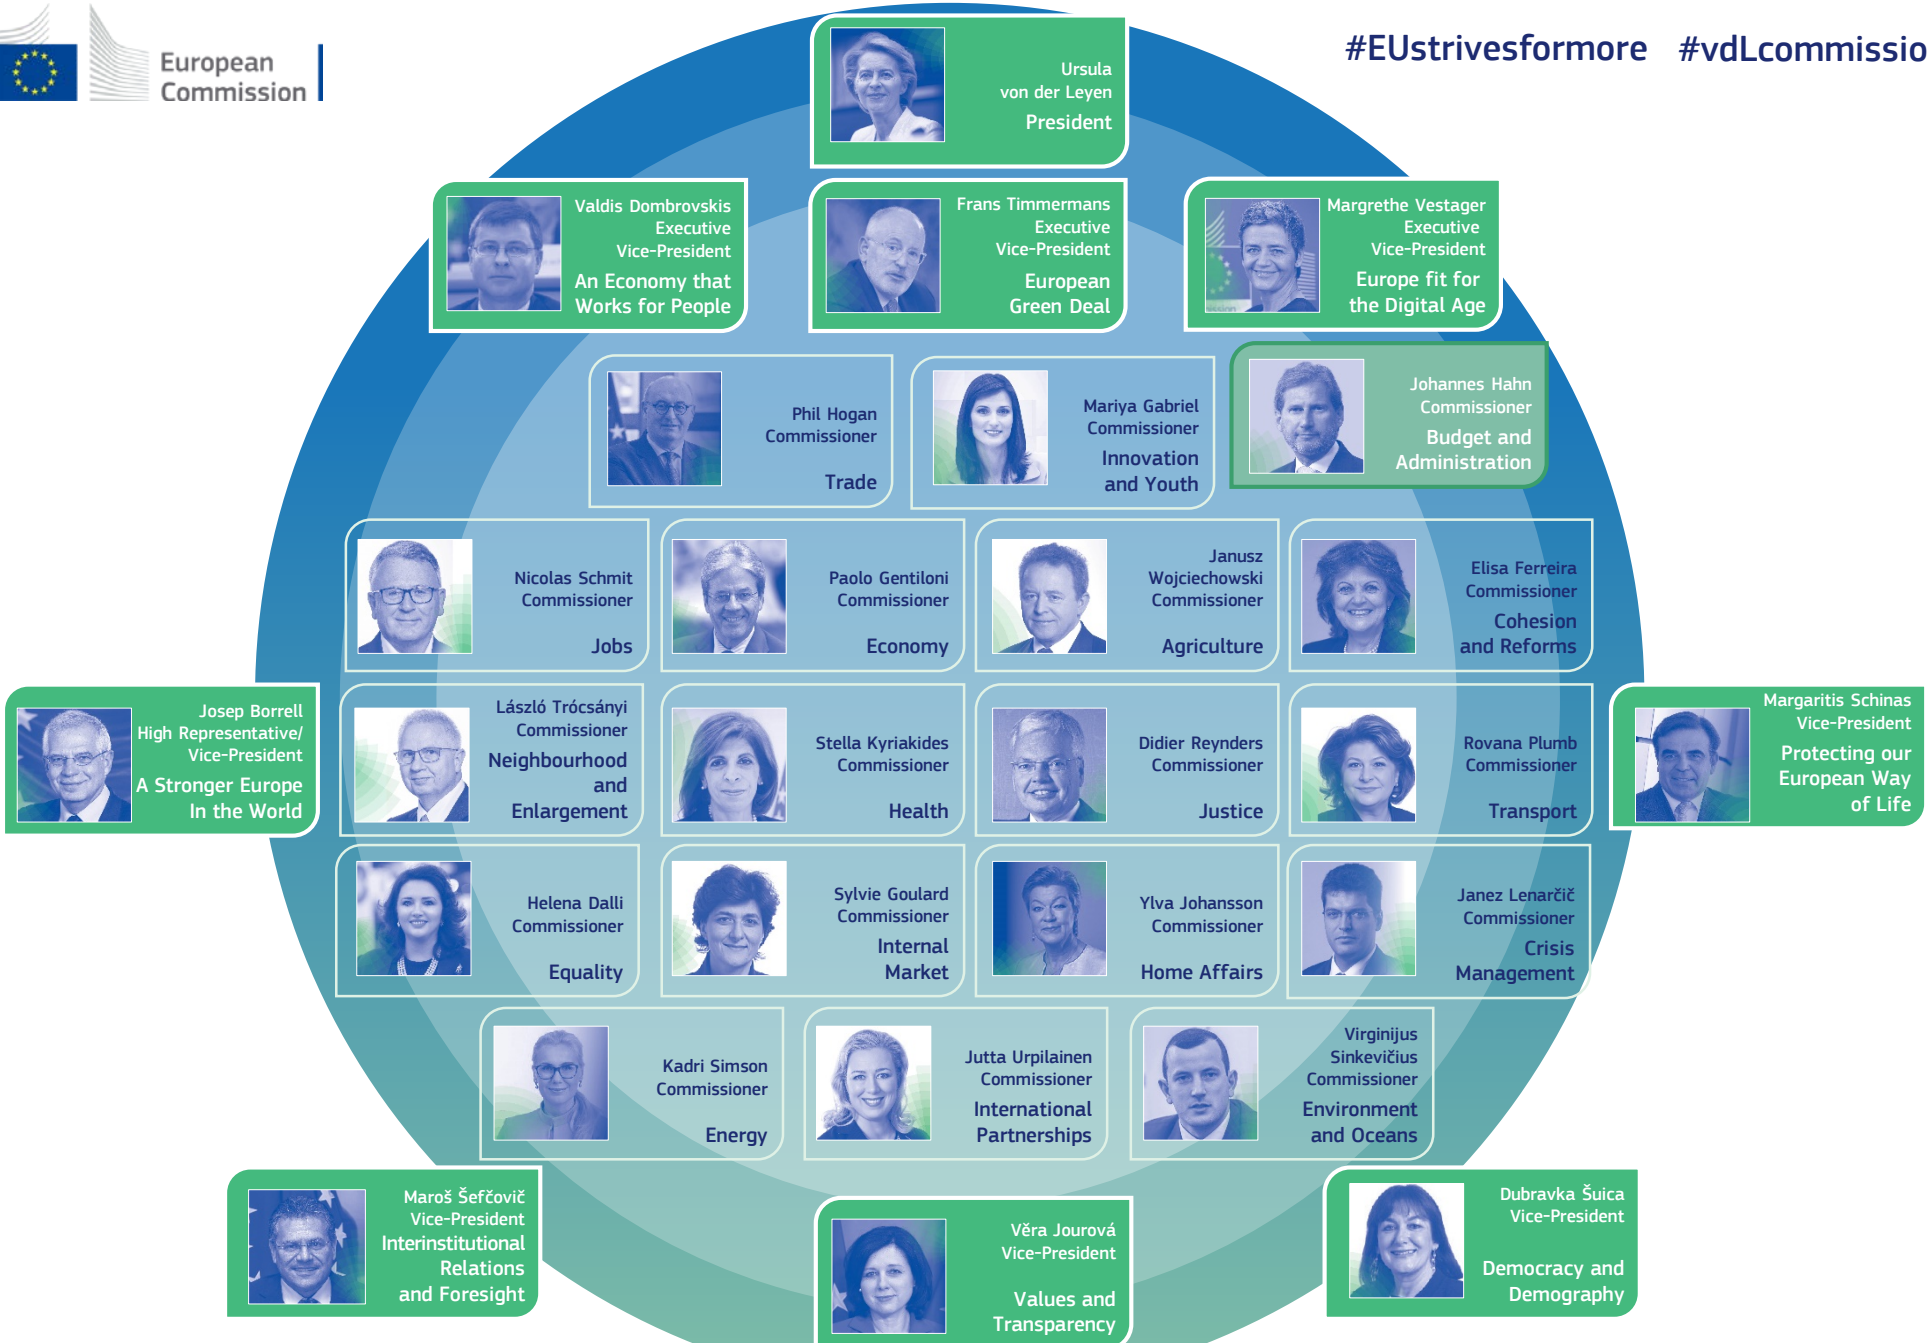 European
Commission
#EUstrivesformore #vdLcommissio
Ursula
von der Leyen
President
Valdis Dombrovskis
Executive
Vice-President
An Economy that
Works for People
Frans Timmermans
Executive
Vice-President
European
Green Deal
Margrethe Vestager
Executive
Vice-President
Europe fit for
the Digital Age
Phil Hogan
Commissioner
Trade
Mariya Gabriel
Commissioner
Innovation
and Youth
Johannes Hahn
Commissioner
Budget and
Administration
Nicolas Schmit
Commissioner
Jobs
Paolo Gentiloni
Commissioner
Economy
Janusz
Wojciechowski
Commissioner
Agriculture
Elisa Ferreira
Commissioner
Cohesion
and Reforms
Josep Borrell
High Representative/
Vice-President
A Stronger Europe
In the World
László Trócsányi
Commissioner
Neighbourhood
and
Enlargement
Stella Kyriakides
Commissioner
Health
Didier Reynders
Commissioner
Justice
Rovana Plumb
Commissioner
Transport
Margaritis Schinas
Vice-President
Protecting our
European Way
of Life
Helena Dalli
Commissioner
Equality
Sylvie Goulard
Commissioner
Internal
Market
Ylva Johansson
Commissioner
Home Affairs
Janez Lenarčič
Commissioner
Crisis
Management
Kadri Simson
Commissioner
Energy
Jutta Urpilainen
Commissioner
International
Partnerships
Virginijus
Sinkevičius
Commissioner
Environment
and Oceans
Maroš Šefčovič
Vice-President
Interinstitutional
Relations
and Foresight
Věra Jourová
Vice-President
Values and
Transparency
Dubravka Šuica
Vice-President
Democracy and
Demography